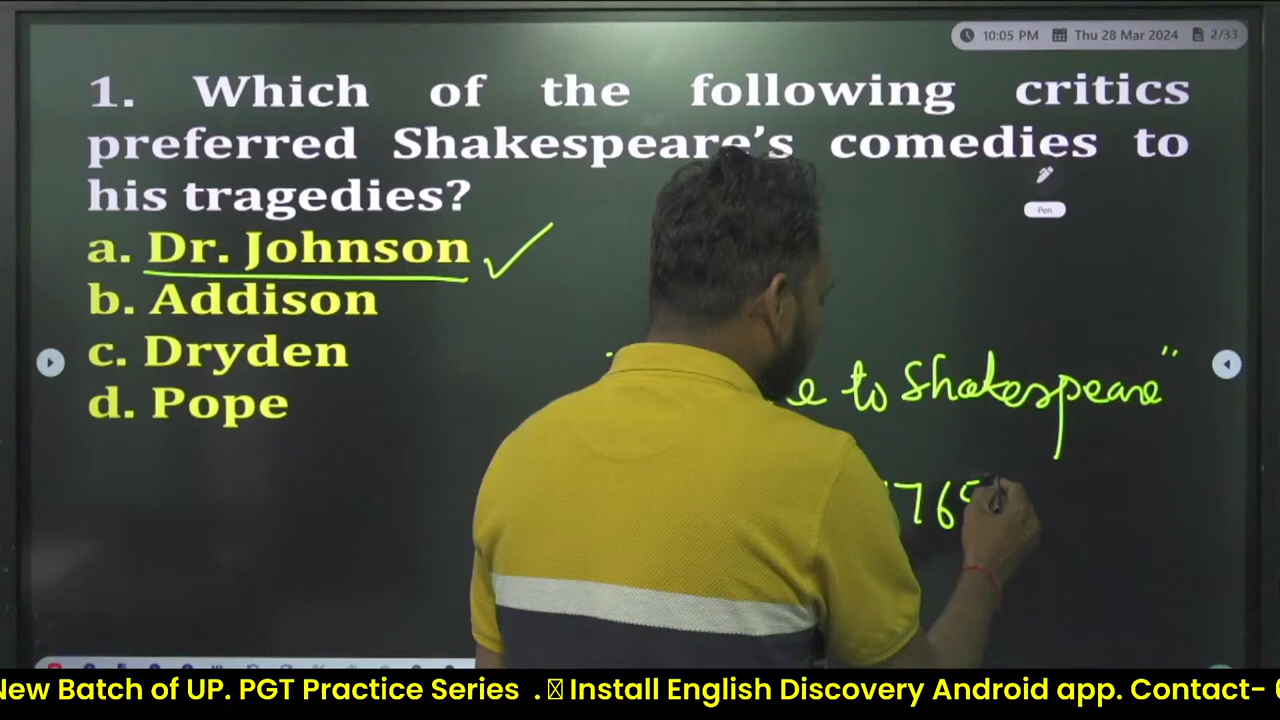 10:05 PM Thu 28 Mar 2024 2/33
1. Which of the following critics
preferred Shakespeare's comedies to
his tragedies?
Pen
a. Dr. Johnson
b. Addison
c. Dryden
d. Pope
to Shakespeare"
New Batch of UP. PGT Practice Series . Install English Discovery Android app. Contact-